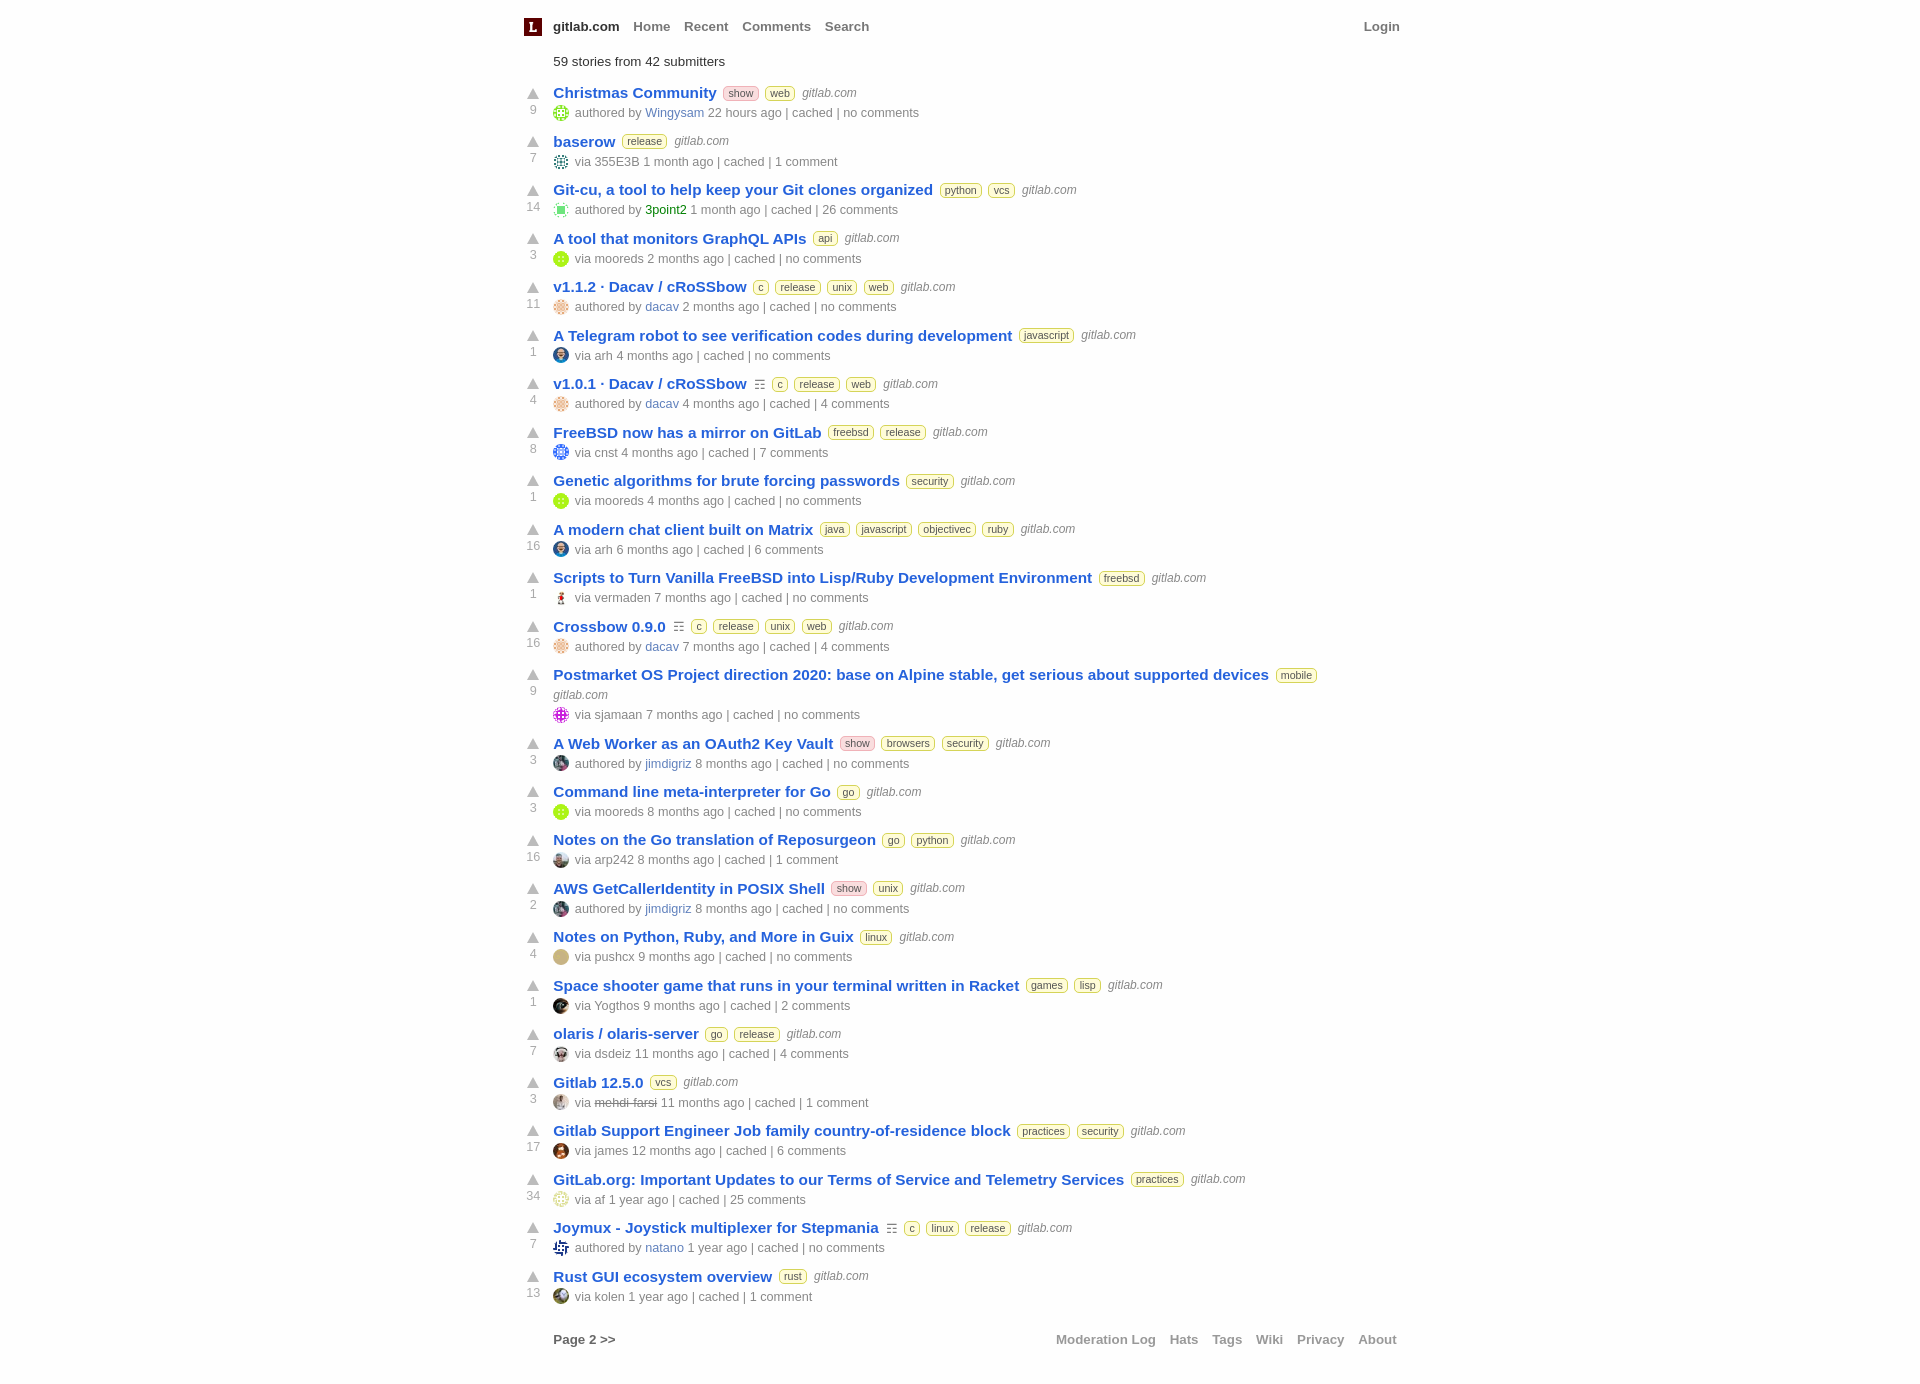 L gitlab.com Home Recent Comments Search Login
59 stories from 42 submitters
Christmas Community show web gitlab.com
9 authored by Wingysam 22 hours ago | cached | no comments
baserow release gitlab.com
7 via 355E3B 1 month ago | cached | 1 comment
Git-cu, a tool to help keep your Git clones organized python vcs gitlab.com
14 authored by 3point2 1 month ago | cached | 26 comments
A tool that monitors GraphQL APIs api gitlab.com
3 via mooreds 2 months ago | cached | no comments
v1.1.2 · Dacav / cRoSSbow c release unix web gitlab.com
11 authored by dacav 2 months ago | cached | no comments
A Telegram robot to see verification codes during development javascript gitlab.com
1 via arh 4 months ago | cached | no comments
v1.0.1 · Dacav / cRoSSbow ☶ c release web gitlab.com
4 authored by dacav 4 months ago | cached | 4 comments
FreeBSD now has a mirror on GitLab freebsd release gitlab.com
8 via cnst 4 months ago | cached | 7 comments
Genetic algorithms for brute forcing passwords security gitlab.com
1 via mooreds 4 months ago | cached | no comments
A modern chat client built on Matrix java javascript objectivec ruby gitlab.com
16 via arh 6 months ago | cached | 6 comments
Scripts to Turn Vanilla FreeBSD into Lisp/Ruby Development Environment freebsd gitlab.com
1 via vermaden 7 months ago | cached | no comments
Crossbow 0.9.0 ☶ c release unix web gitlab.com
16 authored by dacav 7 months ago | cached | 4 comments
Postmarket OS Project direction 2020: base on Alpine stable, get serious about supported devices mobile
9 gitlab.com
via sjamaan 7 months ago | cached | no comments
A Web Worker as an OAuth2 Key Vault show browsers security gitlab.com
3 authored by jimdigriz 8 months ago | cached | no comments
Command line meta-interpreter for Go go gitlab.com
3 via mooreds 8 months ago | cached | no comments
Notes on the Go translation of Reposurgeon go python gitlab.com
16 via arp242 8 months ago | cached | 1 comment
AWS GetCallerIdentity in POSIX Shell show unix gitlab.com
2 authored by jimdigriz 8 months ago | cached | no comments
Notes on Python, Ruby, and More in Guix linux gitlab.com
4 via pushcx 9 months ago | cached | no comments
Space shooter game that runs in your terminal written in Racket games lisp gitlab.com
1 via Yogthos 9 months ago | cached | 2 comments
olaris / olaris-server go release gitlab.com
7 via dsdeiz 11 months ago | cached | 4 comments
Gitlab 12.5.0 vcs gitlab.com
3 via mehdi-farsi 11 months ago | cached | 1 comment
Gitlab Support Engineer Job family country-of-residence block practices security gitlab.com
17 via james 12 months ago | cached | 6 comments
GitLab.org: Important Updates to our Terms of Service and Telemetry Services practices gitlab.com
34 via af 1 year ago | cached | 25 comments
Joymux - Joystick multiplexer for Stepmania ☶ c linux release gitlab.com
7 authored by natano 1 year ago | cached | no comments
Rust GUI ecosystem overview rust gitlab.com
13 via kolen 1 year ago | cached | 1 comment
Page 2 >> Moderation Log Hats Tags Wiki Privacy About